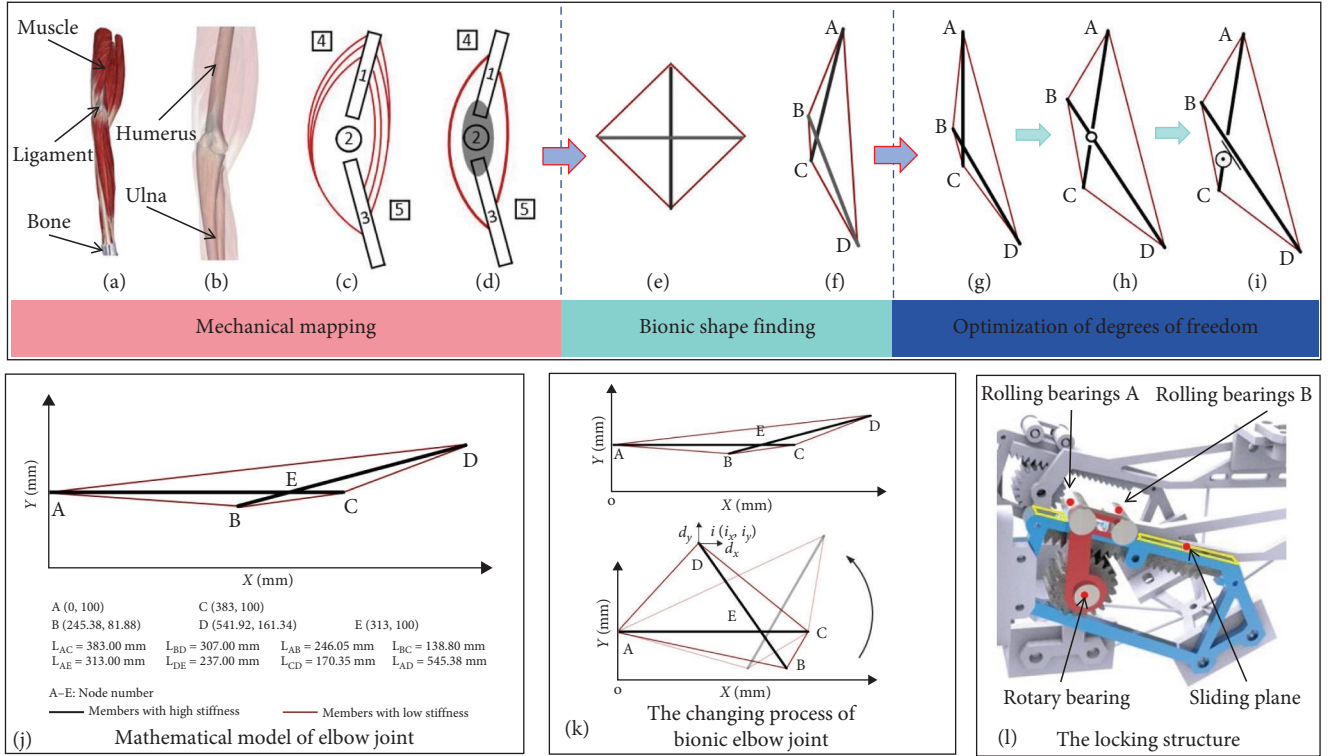 Muscle
Ligament
Bone
(a)
Humerus
Ulna
(b)
4
1
2
3
5
(c)
4
1
2
3
5
(d)
(e)
A
B
C
D
(f)
A
B
C
D
(g)
A
B
C
D
(h)
A
B
C
D
(i)
Mechanical mapping
Bionic shape finding
Optimization of degrees of freedom
Y (mm)
A
B
E
C
D
X (mm)
A (0, 100) C (383, 100)
B (245.38, 81.88) D (541.92, 161.34) E (313, 100)
L_AC = 383.00 mm L_BD = 307.00 mm L_AB = 246.05 mm L_BC = 138.80 mm
L_AE = 313.00 mm L_DE = 237.00 mm L_CD = 170.35 mm L_AD = 545.38 mm
A–E: Node number
Members with high stiffness Members with low stiffness
(j) Mathematical model of elbow joint
Y (mm)
A
B
E
C
D
o
X (mm)
d_y i (i_x, i_y)
d_x
D
Y (mm)
E
A
C
B
o
X (mm)
(k) The changing process of
bionic elbow joint
Rolling bearings A
Rolling bearings B
Rotary bearing
Sliding plane
(l) The locking structure